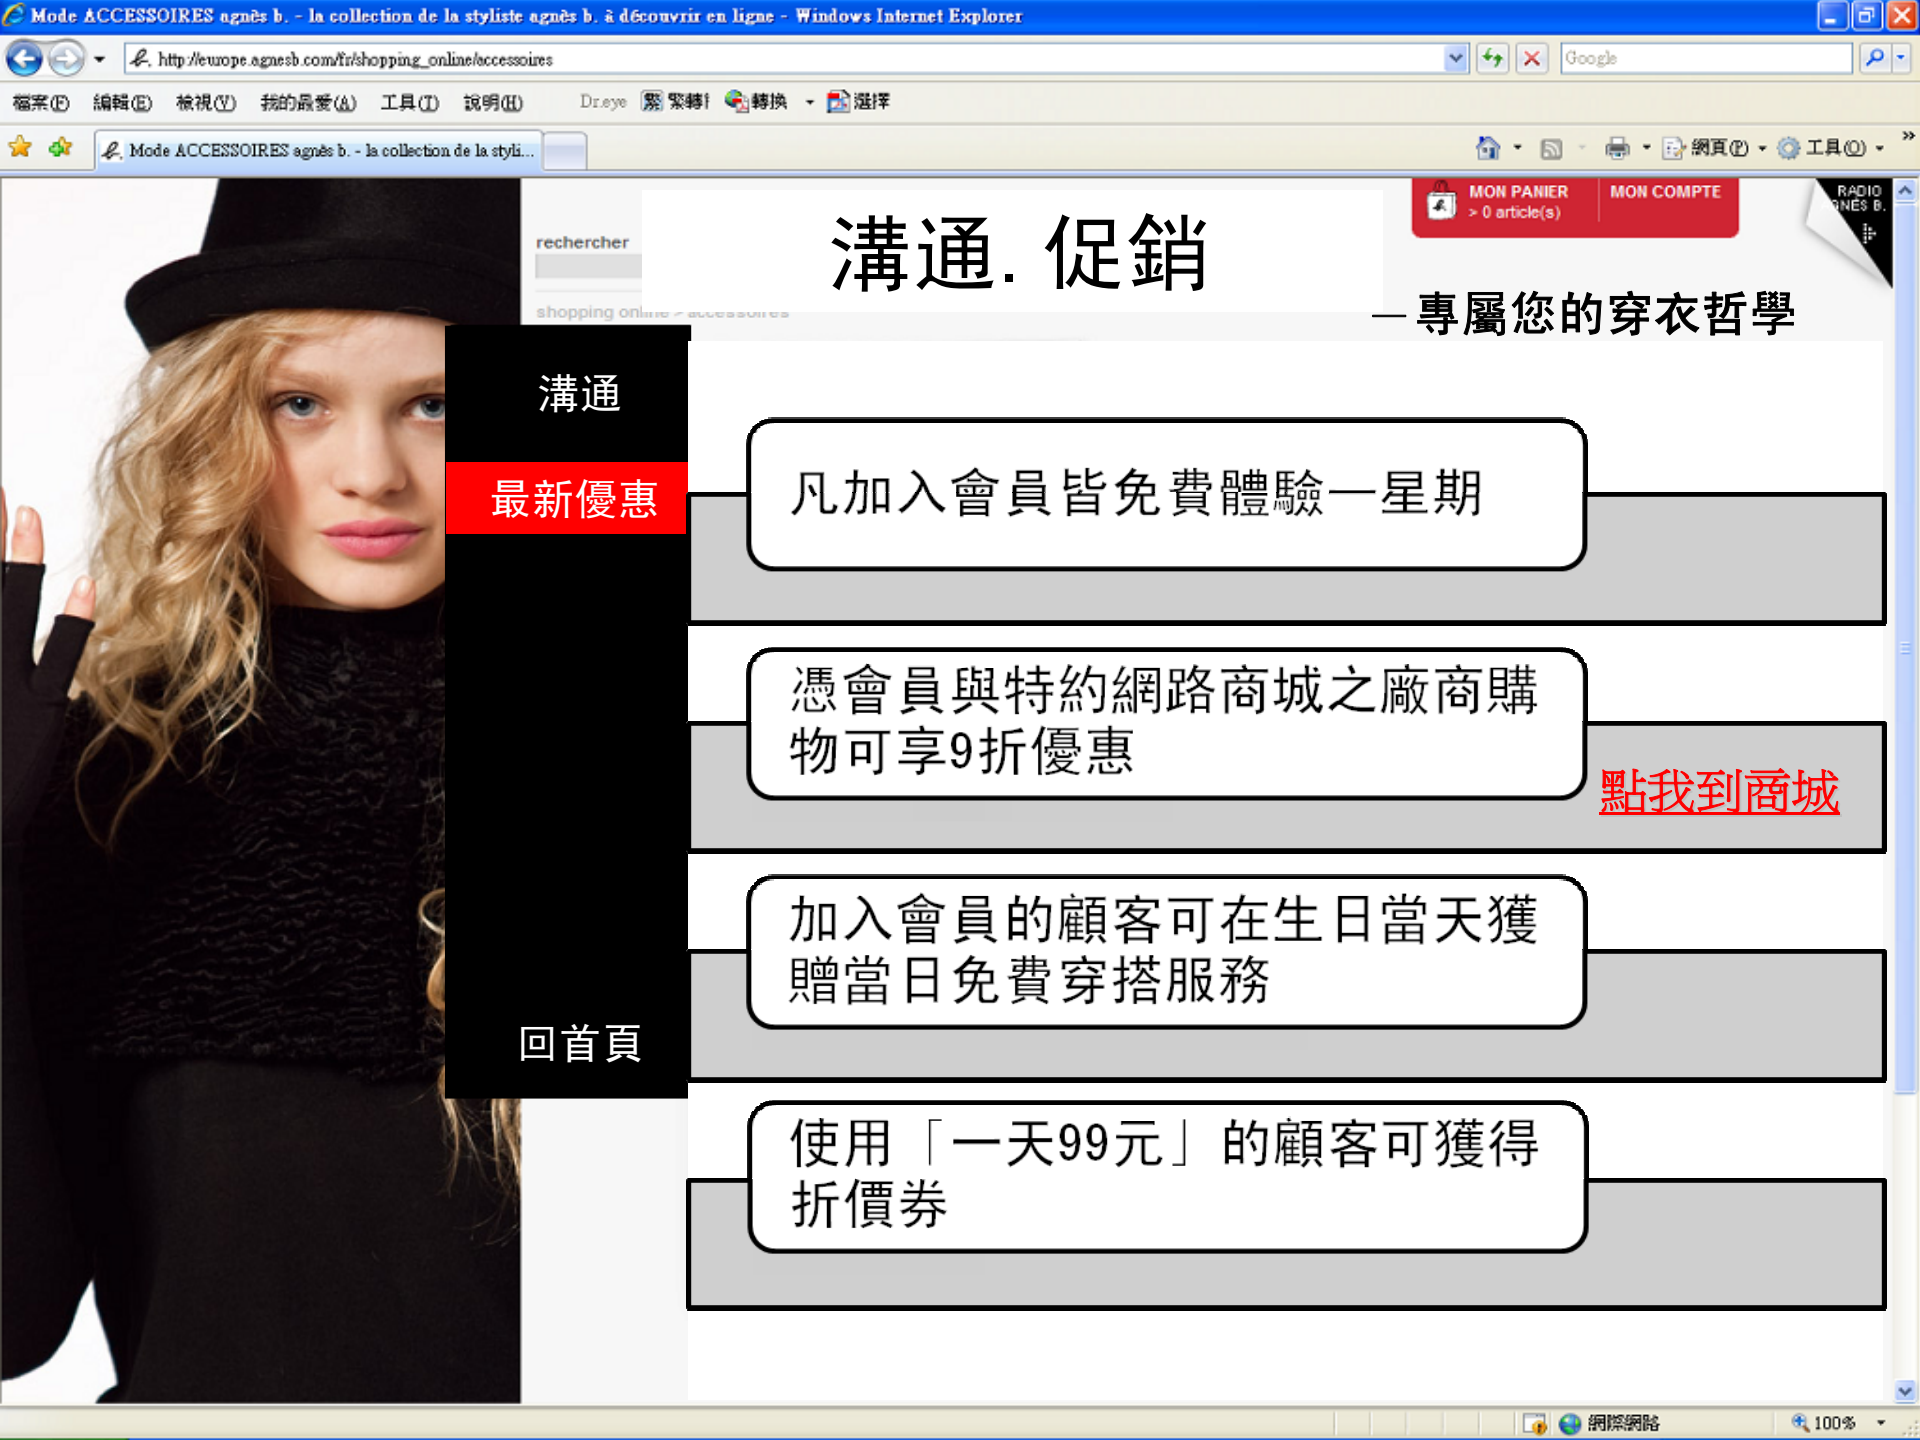 ACCESSOIRES agnès b. - la collection de la styliste agnès b. à découvrir en ligne - Windows Internet Explorer
http://europe.agnesb.com/fr/shopping_online/accessoires
Google
檔案(F) 編輯(E) 檢視(V) 我的最愛(A) 工具(T) 說明(H) Dr.eye 繁 繁轉 轉換 選擇
Mode ACCESSOIRES agnès b. - la collection de la styli...
網頁(P) 工具(O)
MON PANIER
> 0 article(s)
MON COMPTE
RADIO
rechercher
溝通.促銷
shopping online > accessoires
—專屬您的穿衣哲學
溝通
最新優惠
回首頁
凡加入會員皆免費體驗一星期
憑會員與特約網路商城之廠商購
物可享9折優惠
點我到商城
加入會員的顧客可在生日當天獲
贈當日免費穿搭服務
使用「一天99元」的顧客可獲得
折價券
網際網路
100%